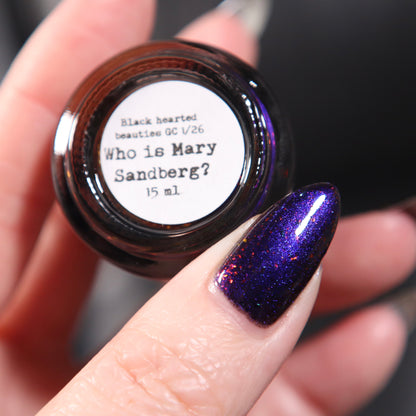 Black hearted
beauties GC 1/26
Who is Mary
Sandberg?
15 ml